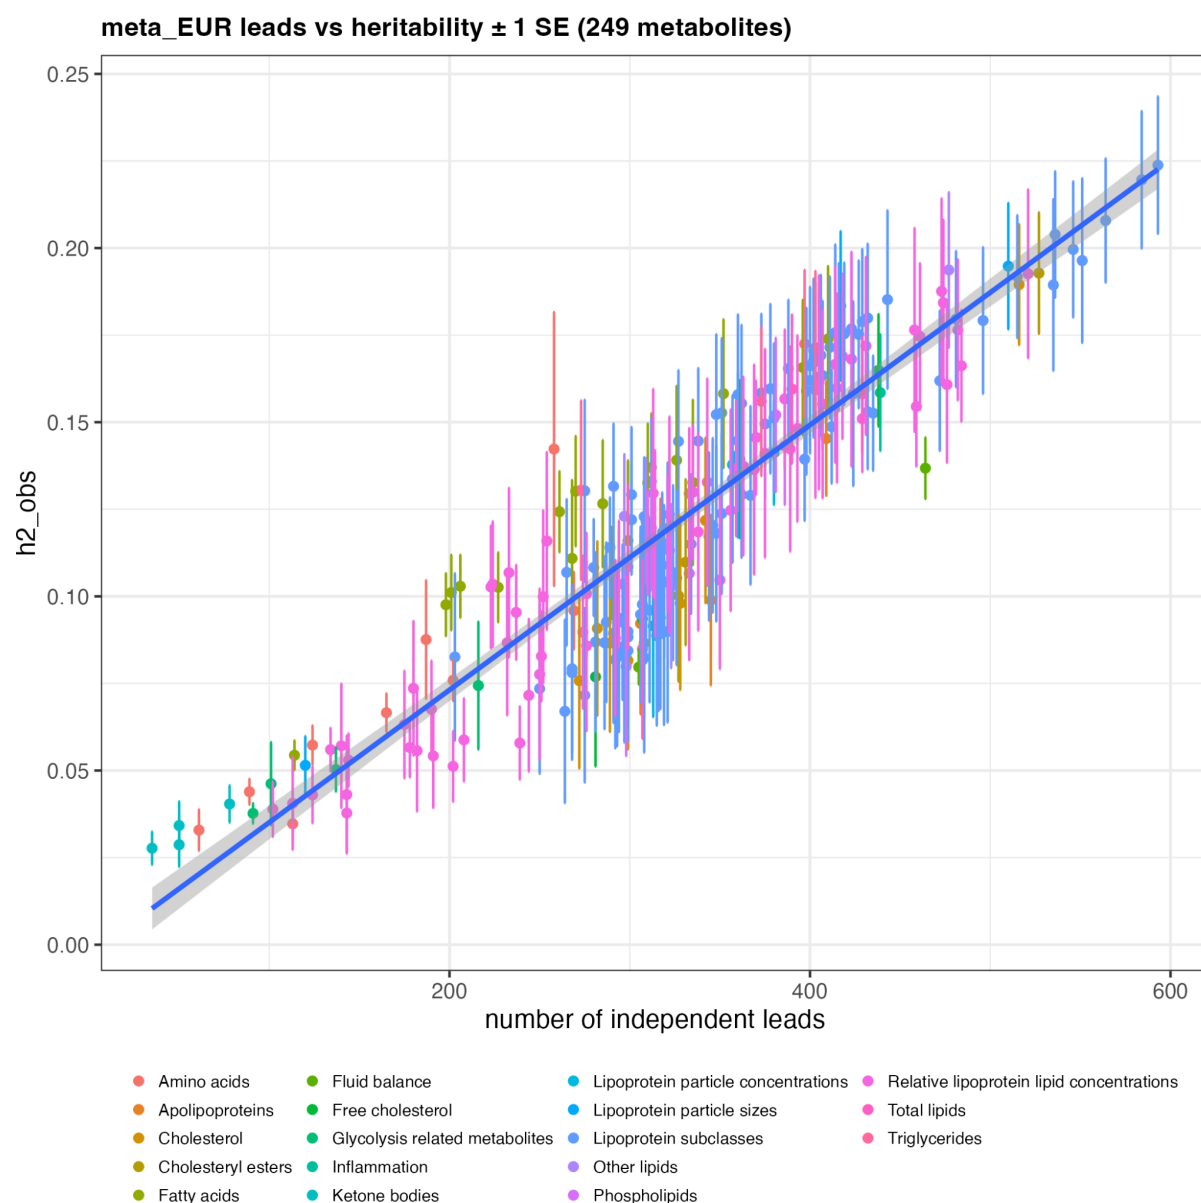 meta_EUR leads vs heritability ± 1 SE (249 metabolites)
0.25
0.20
0.15
0.10
0.05
0.00
h2_obs
200 400 600
number of independent leads
Amino acids Fluid balance Lipoprotein particle concentrations Relative lipoprotein lipid concentrations
Apolipoproteins Free cholesterol Lipoprotein particle sizes Total lipids
Cholesterol Glycolysis related metabolites Lipoprotein subclasses Triglycerides
Cholesteryl esters Inflammation Other lipids
Fatty acids Ketone bodies Phospholipids